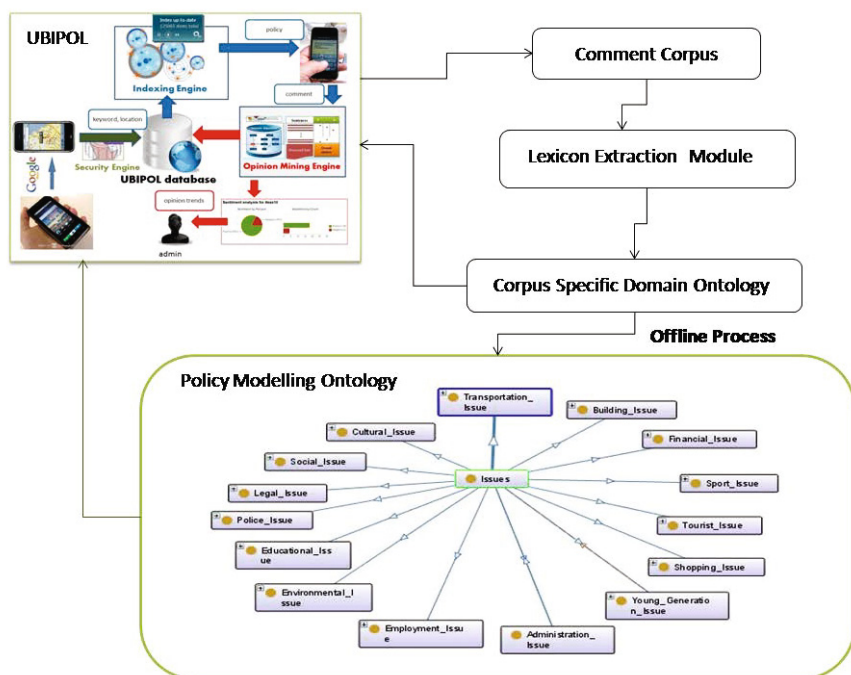 UBIPOL
policy
Indexing Engine
comment
keyword, location
Google
Security Engine
UBIPOL database
Opinion Mining Engine
opinion trends
admin
Comment Corpus
Lexicon Extraction Module
Corpus Specific Domain Ontology
Offline Process
Policy Modelling Ontology
Transportation_
Issue
Building_Issue
Cultural_Issue
Financial_Issue
Social_Issue
Issues
Sport_Issue
Legal_Issue
Police_Issue
Tourist_Issue
Educational_Iss
ue
Shopping_Issue
Environmental_I
ssue
Young_Generatio
n_Issue
Employment_Issu
e
Administration_
Issue